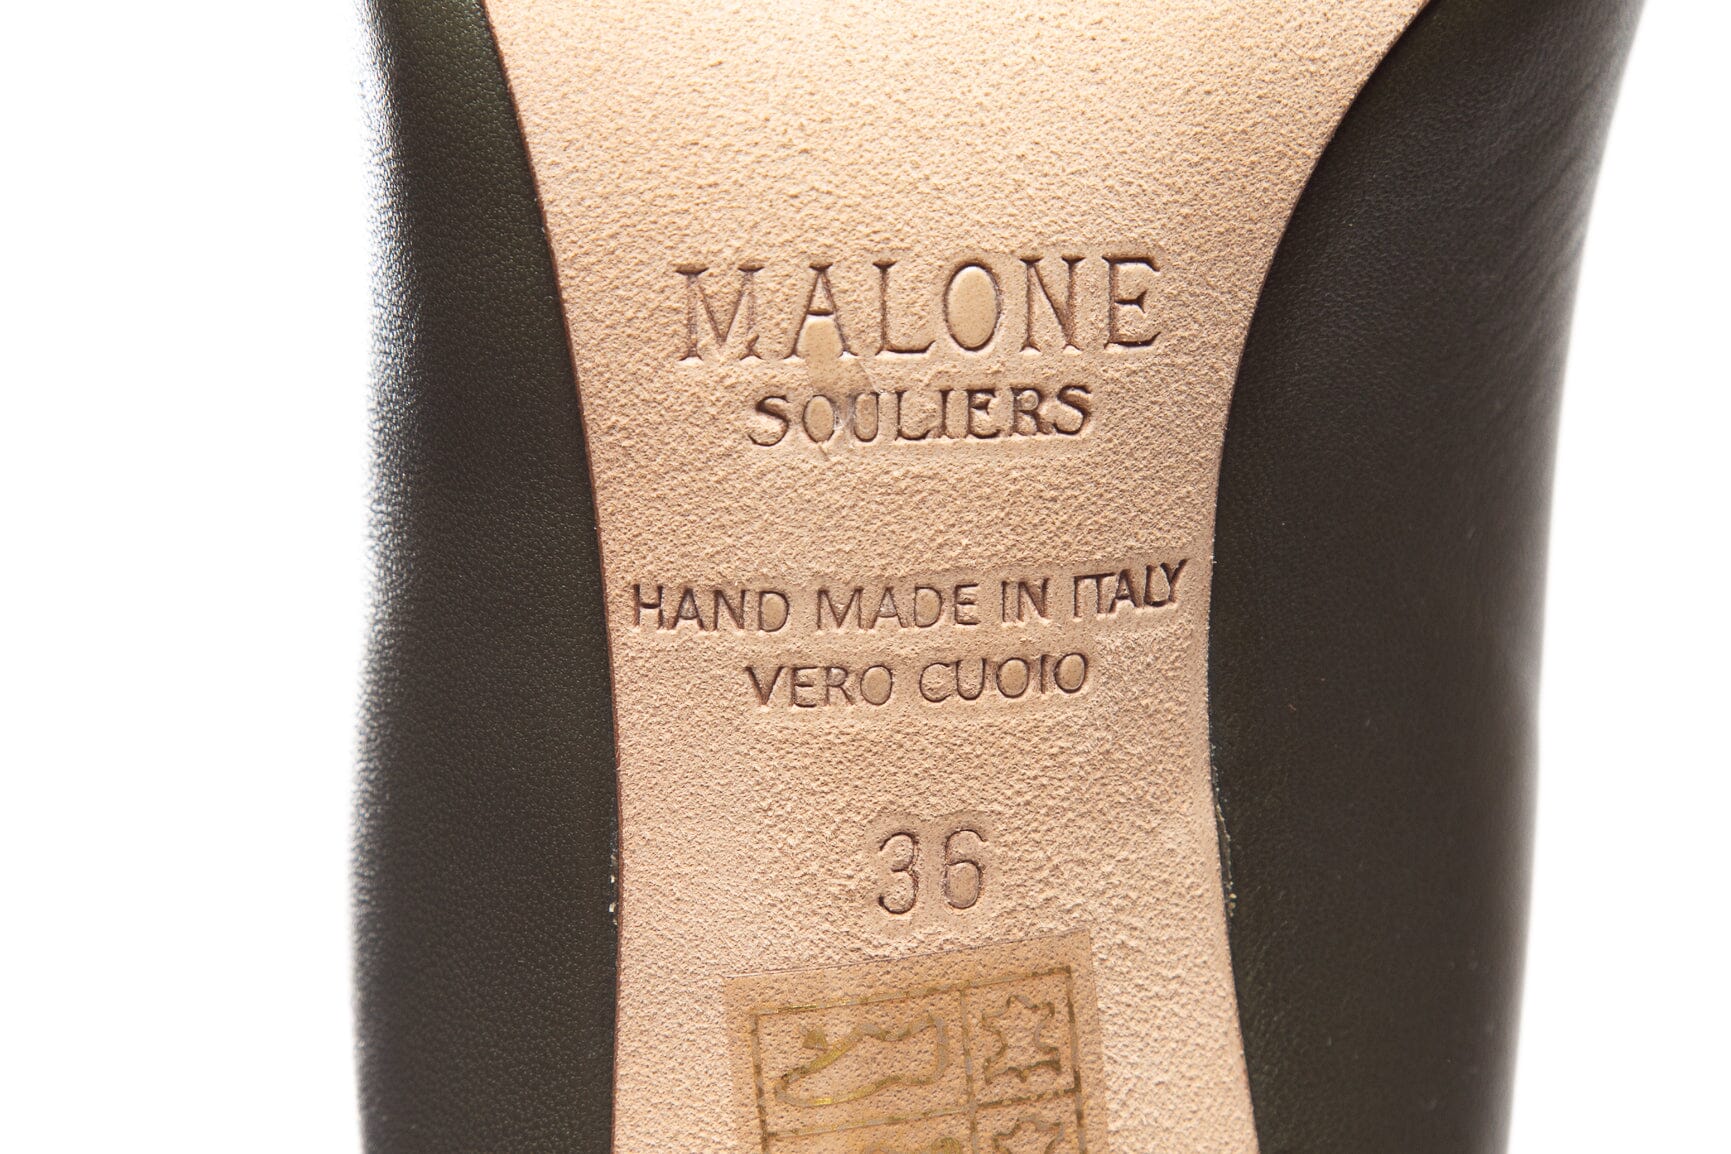 MALONE
SOULIERS
HAND MADE IN ITALY
VERO CUOIO
36